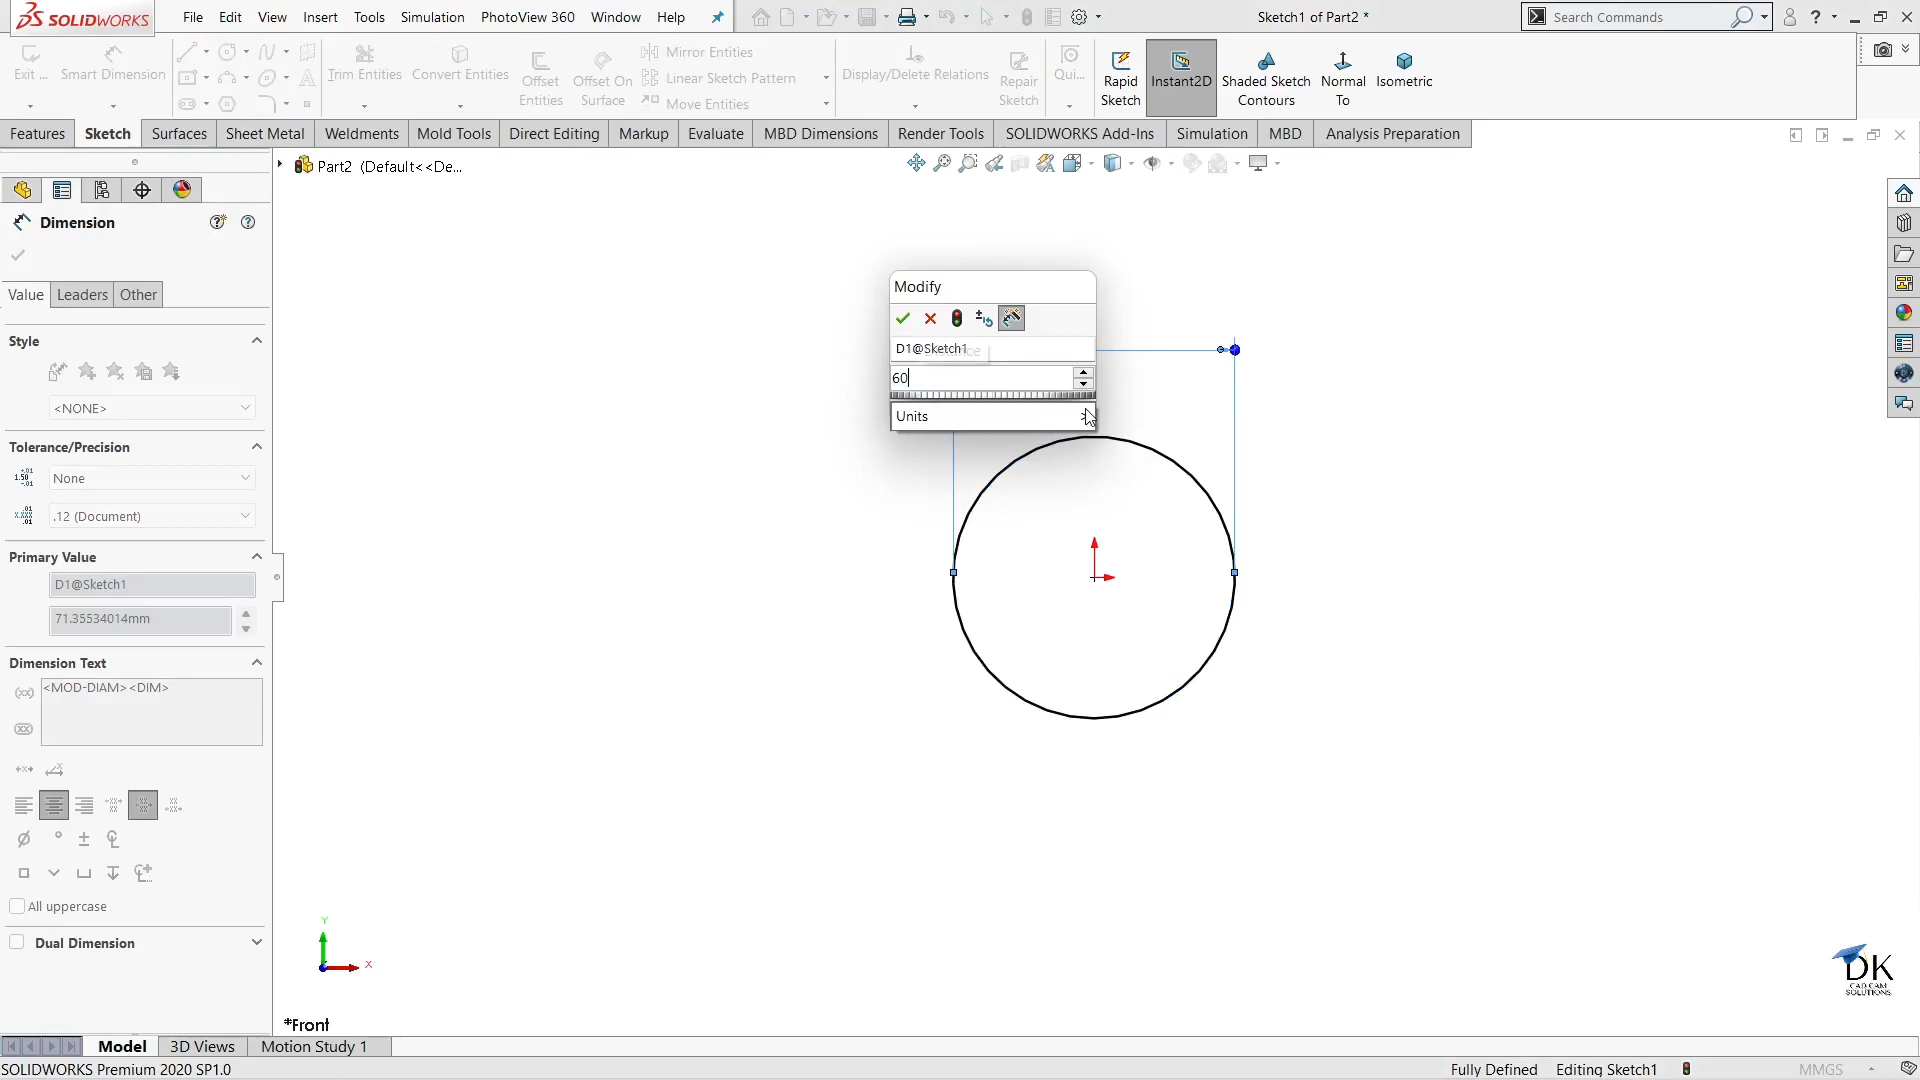 SOLIDWORKS
File Edit View Insert Tools Simulation PhotoView 360 Window Help
Sketch1 of Part2 *
Search Commands
Exit ...
Smart Dimension
Trim Entities
Convert Entities
Offset
Entities
Offset On
Surface
Mirror Entities
Linear Sketch Pattern
Move Entities
Display/Delete Relations
Repair
Sketch
Qui...
Rapid
Sketch
Instant2D
Shaded Sketch
Contours
Normal
To
Isometric
Features Sketch Surfaces Sheet Metal Weldments Mold Tools Direct Editing Markup Evaluate MBD Dimensions Render Tools SOLIDWORKS Add-Ins Simulation MBD Analysis Preparation
Part2 (Default<<De...
Dimension
Value Leaders Other
Style
<NONE>
Tolerance/Precision
None
.12 (Document)
Primary Value
D1@Sketch1
71.35534014mm
Dimension Text
<MOD-DIAM><DIM>
All uppercase
Dual Dimension
Modify
D1@Sketch1
60
Units
Y
X
*Front
DK
CAD CAM
SOLUTIONS
Model 3D Views Motion Study 1
SOLIDWORKS Premium 2020 SP1.0
Fully Defined Editing Sketch1 MMGS